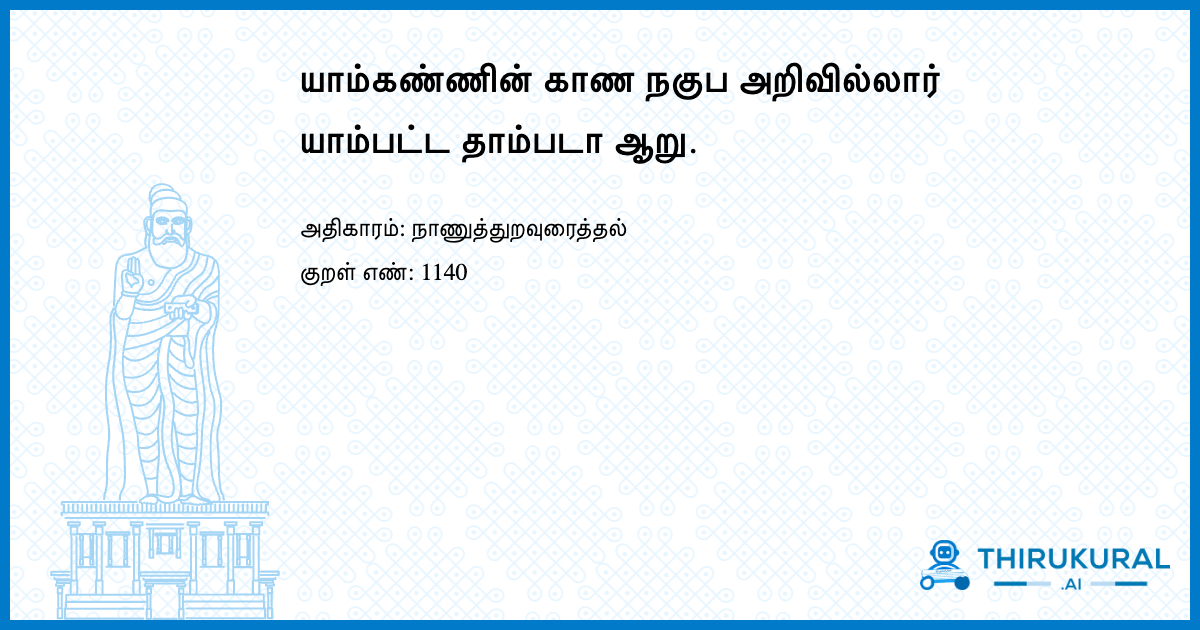 யாம்கண்ணின் காண நகுப அறிவில்லார்
யாம்பட்ட தாம்படா ஆறு.
அதிகாரம்: நாணுத்துறவுரைத்தல்
குறள் எண்: 1140
THIRUKURAL
.AI